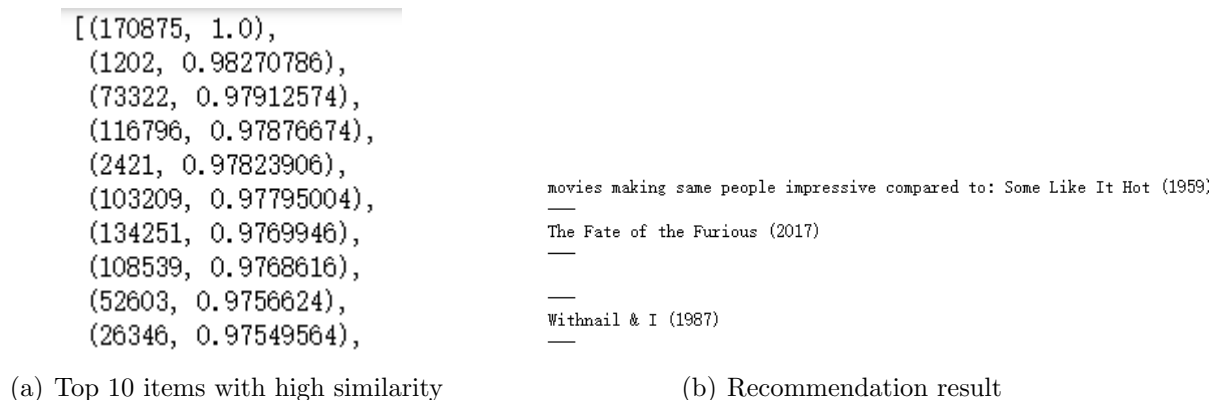 [(170875, 1.0),
(1202, 0.98270786),
(73322, 0.97912574),
(116796, 0.97876674),
(2421, 0.97823906),
(103209, 0.97795004),
(134251, 0.9769946),
(108539, 0.9768616),
(52603, 0.9756624),
(26346, 0.97549564),
(a) Top 10 items with high similarity
movies making same people impressive compared to: Some Like It Hot (1959)
The Fate of the Furious (2017)
Withnail & I (1987)
(b) Recommendation result